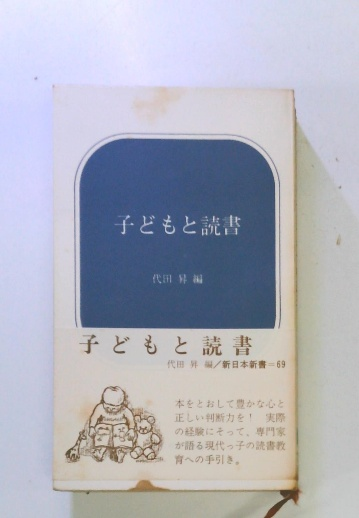 子どもと読書
代田 昇 編
子どもと読書
代田 昇 編／新日本新書＝69
本をとおして豊かな心と
正しい判断力を！ 実際
の経験にそって、専門家
が語る現代っ子の読書教
育への手引き。